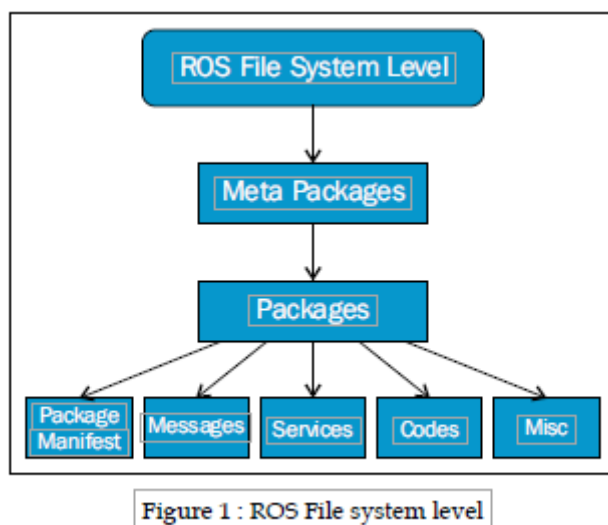 ROS File System Level
Meta Packages
Packages
Package
Manifest
Messages
Services
Codes
Misc
Figure 1 : ROS File system level